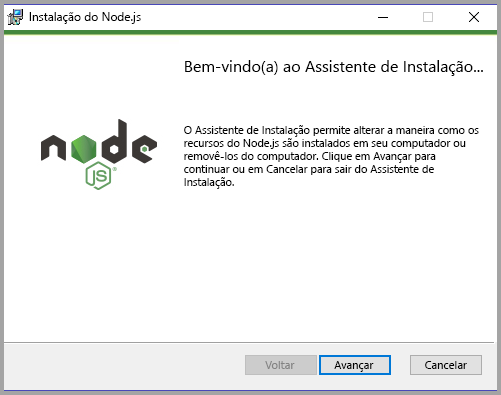 Instalação do Node.js
Bem-vindo(a) ao Assistente de Instalação...
node
JS®
O Assistente de Instalação permite alterar a maneira como os
recursos do Node.js são instalados em seu computador ou
removê-los do computador. Clique em Avançar para
continuar ou em Cancelar para sair do Assistente de
Instalação.
Voltar
Avançar
Cancelar